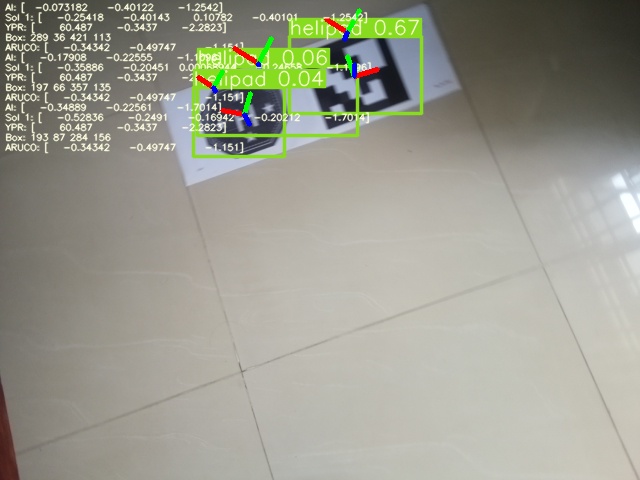 AI: [ -0.073182 -0.40122 -1.2542]
Sol 1: [ -0.25418 -0.40143 0.10782 -0.40101 -1.2542]
YPR: [ 60.487 -0.3437 -2.2823]
Box: 289 36 421 113
ARUCO: [ -0.34342 -0.49747 -1.151]
AI: [ -0.17908 -0.22555
Sol 1: [ -0.35886 -0.20451
YPR: [ 60.487 -0.3437
Box: 197 66 357 135
ARUCO: [ -0.34342 -0.49747 -1.151]
AI: [ -0.34889 -0.22561 -1.7014]
Sol 1: [ -0.52836 -0.2491 -0.16942 -0.20212 -1.7014]
YPR: [ 60.487 -0.3437 -2.2823]
Box: 193 87 284 156
ARUCO: [ -0.34342 -0.49747 -1.151]
helipad 0.67
helipad 0.06
helipad 0.04